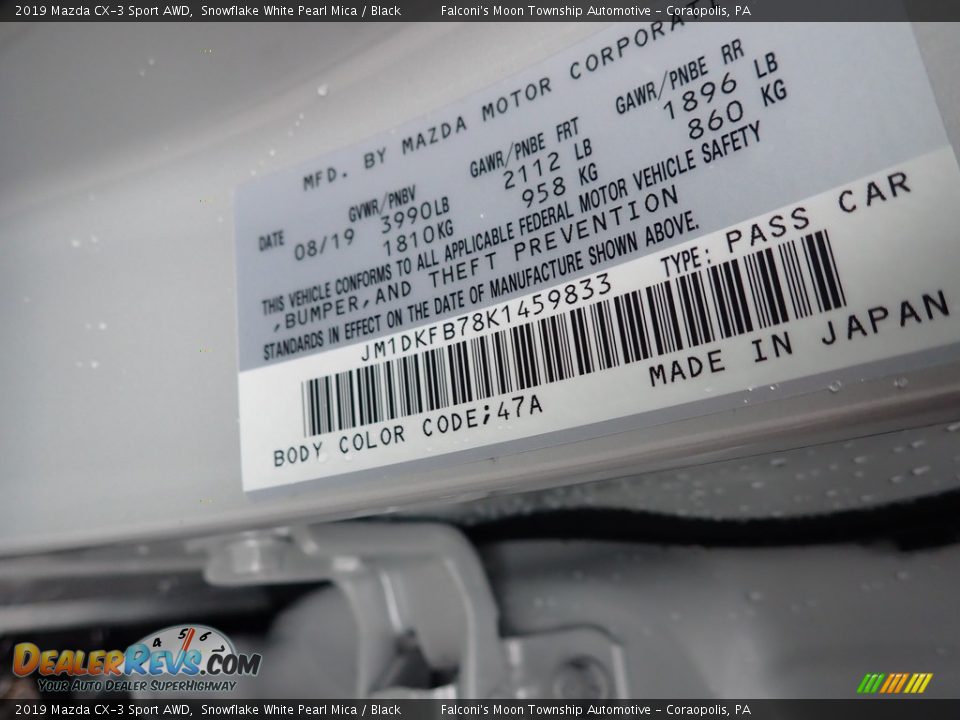 2019 Mazda CX-3 Sport AWD, Snowflake White Pearl Mica / Black Falconi's Moon Township Automotive - Coraopolis, PA
MFD. BY MAZDA MOTOR CORPORATI
DATE GVWR/PNBV GAWR/PNBE FRT GAWR/PNBE RR
08/19 3990LB 2112 LB 1896 LB
1810KG 958 KG 860 KG
THIS VEHICLE CONFORMS TO ALL APPLICABLE FEDERAL MOTOR VEHICLE SAFETY
,BUMPER,AND THEFT PREVENTION
STANDARDS IN EFFECT ON THE DATE OF MANUFACTURE SHOWN ABOVE.
JM1DKFB78K1459833 TYPE: PASS CAR
BODY COLOR CODE;47A MADE IN JAPAN
4 5 6
DealerRevs.com
Your Auto Dealer SuperHighway
2019 Mazda CX-3 Sport AWD, Snowflake White Pearl Mica / Black Falconi's Moon Township Automotive - Coraopolis, PA